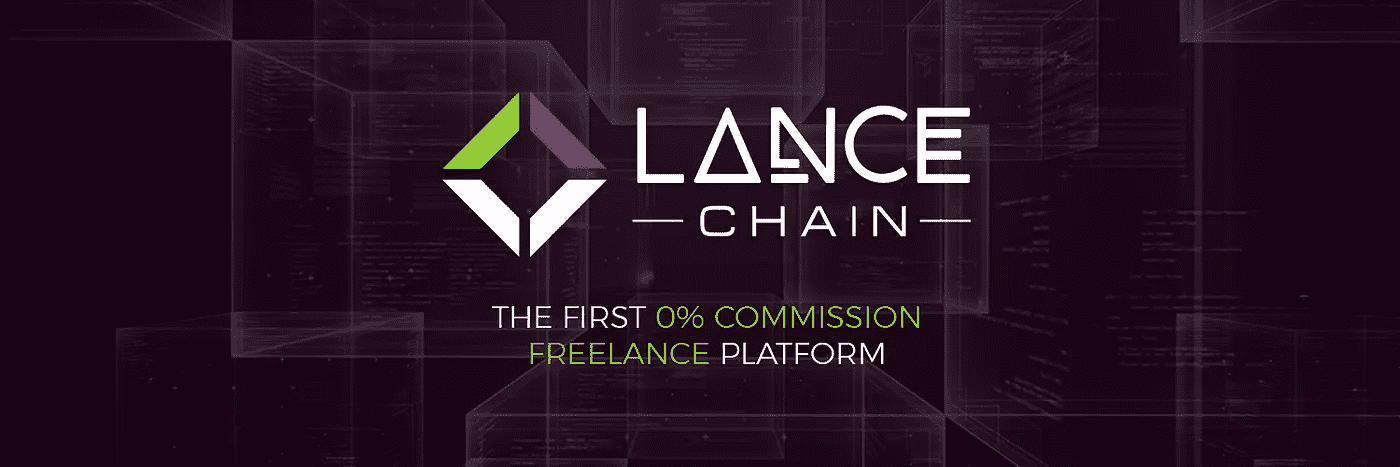 LANCE
CHAIN
THE FIRST 0% COMMISSION
FREELANCE PLATFORM